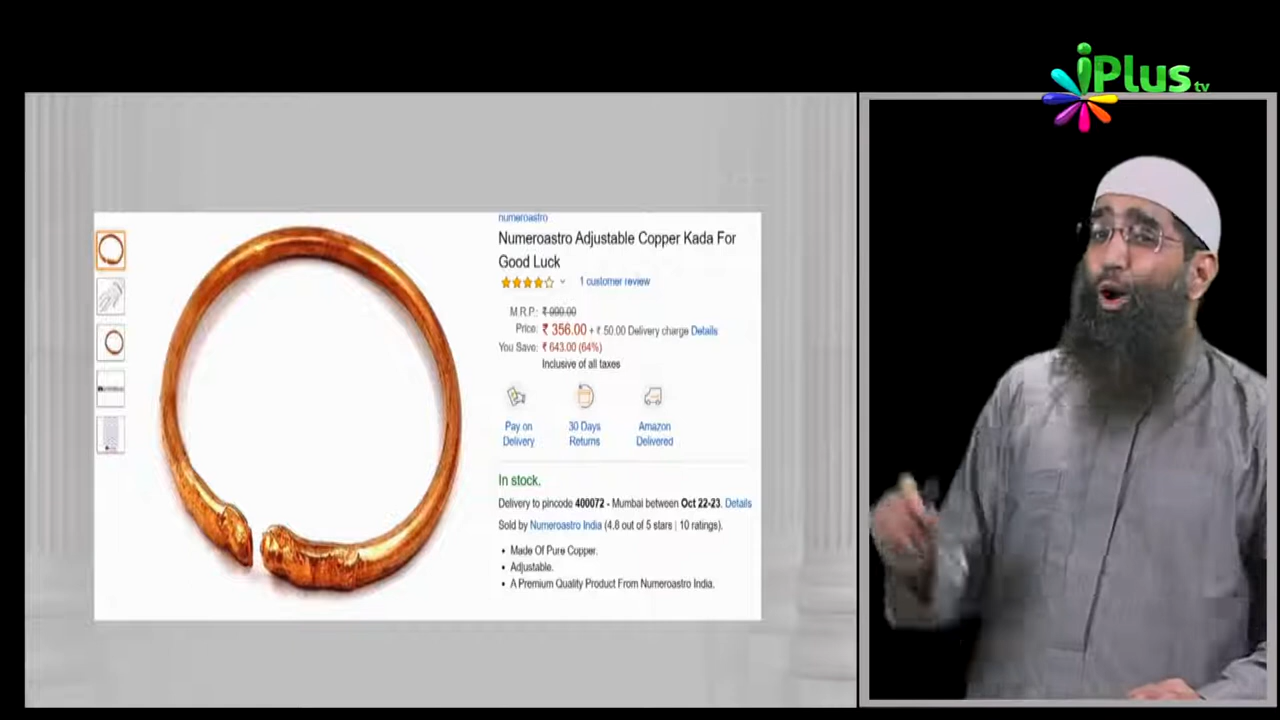 iPlus tv
numeroastro
Numeroastro Adjustable Copper Kada For
Good Luck
1 customer review
M.R.P.: ₹ 999.00
Price: ₹ 356.00 + ₹ 50.00 Delivery charge Details
You Save: ₹ 643.00 (64%)
Inclusive of all taxes
Pay on
Delivery
30 Days
Returns
Amazon
Delivered
In stock.
Delivery to pincode 400072 - Mumbai between Oct 22-23. Details
Sold by Numeroastro India (4.8 out of 5 stars | 10 ratings).
• Made Of Pure Copper.
• Adjustable.
• A Premium Quality Product From Numeroastro India.